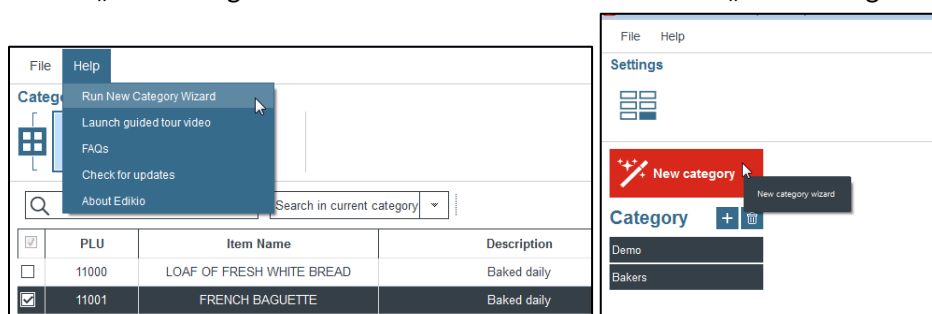 File Help
Run New Category Wizard
Launch guided tour video
FAQs
Check for updates
About Edikio
Search in current category
PLU Item Name Description
11000 LOAF OF FRESH WHITE BREAD Baked daily
11001 FRENCH BAGUETTE Baked daily
File Help
Settings
New category
New category wizard
Category
Demo
Bakers